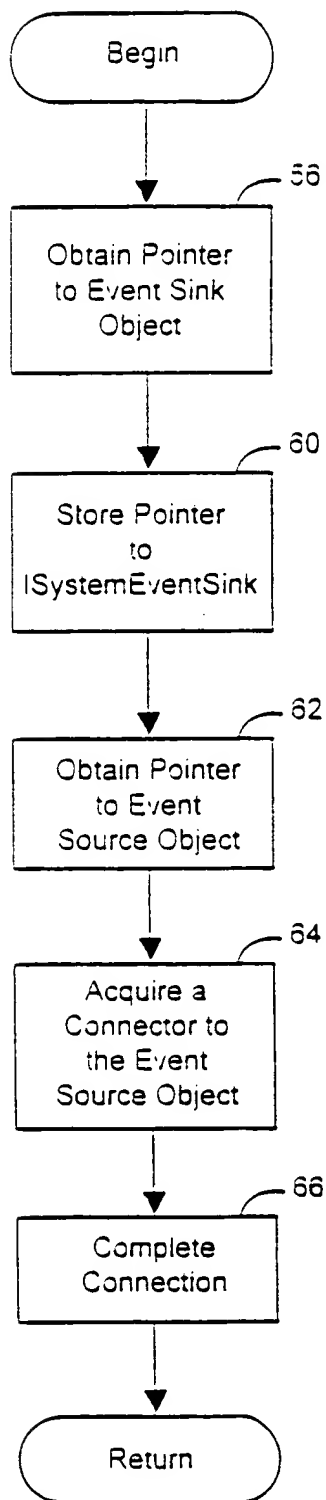 Begin
56
Obtain Pointer
to Event Sink
Object
60
Store Pointer
to
ISystemEventSink
62
Obtain Pointer
to Event
Source Object
64
Acquire a
Connector to
the Event
Source Object
66
Complete
Connection
Return